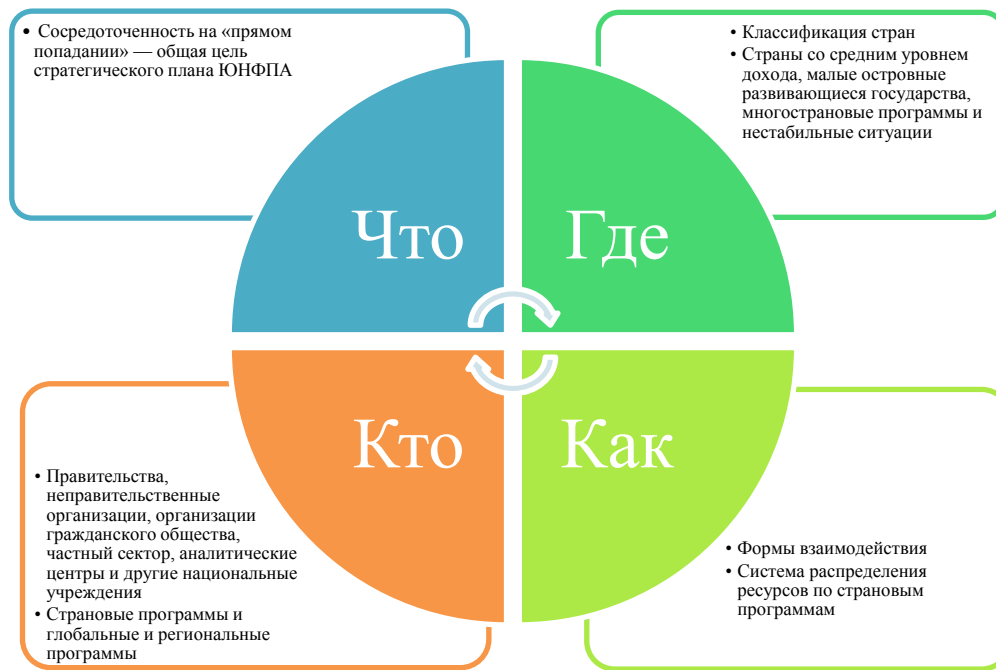 • Сосредоточенность на «прямом
попадании» — общая цель
стратегического плана ЮНФПА
• Классификация стран
• Страны со средним уровнем
дохода, малые островные
развивающиеся государства,
многострановые программы и
нестабильные ситуации
Что
Где
Кто
Как
• Правительства,
неправительственные
организации, организации
гражданского общества,
частный сектор, аналитические
центры и другие национальные
учреждения
• Страновые программы и
глобальные и региональные
программы
• Формы взаимодействия
• Система распределения
ресурсов по страновым
программам